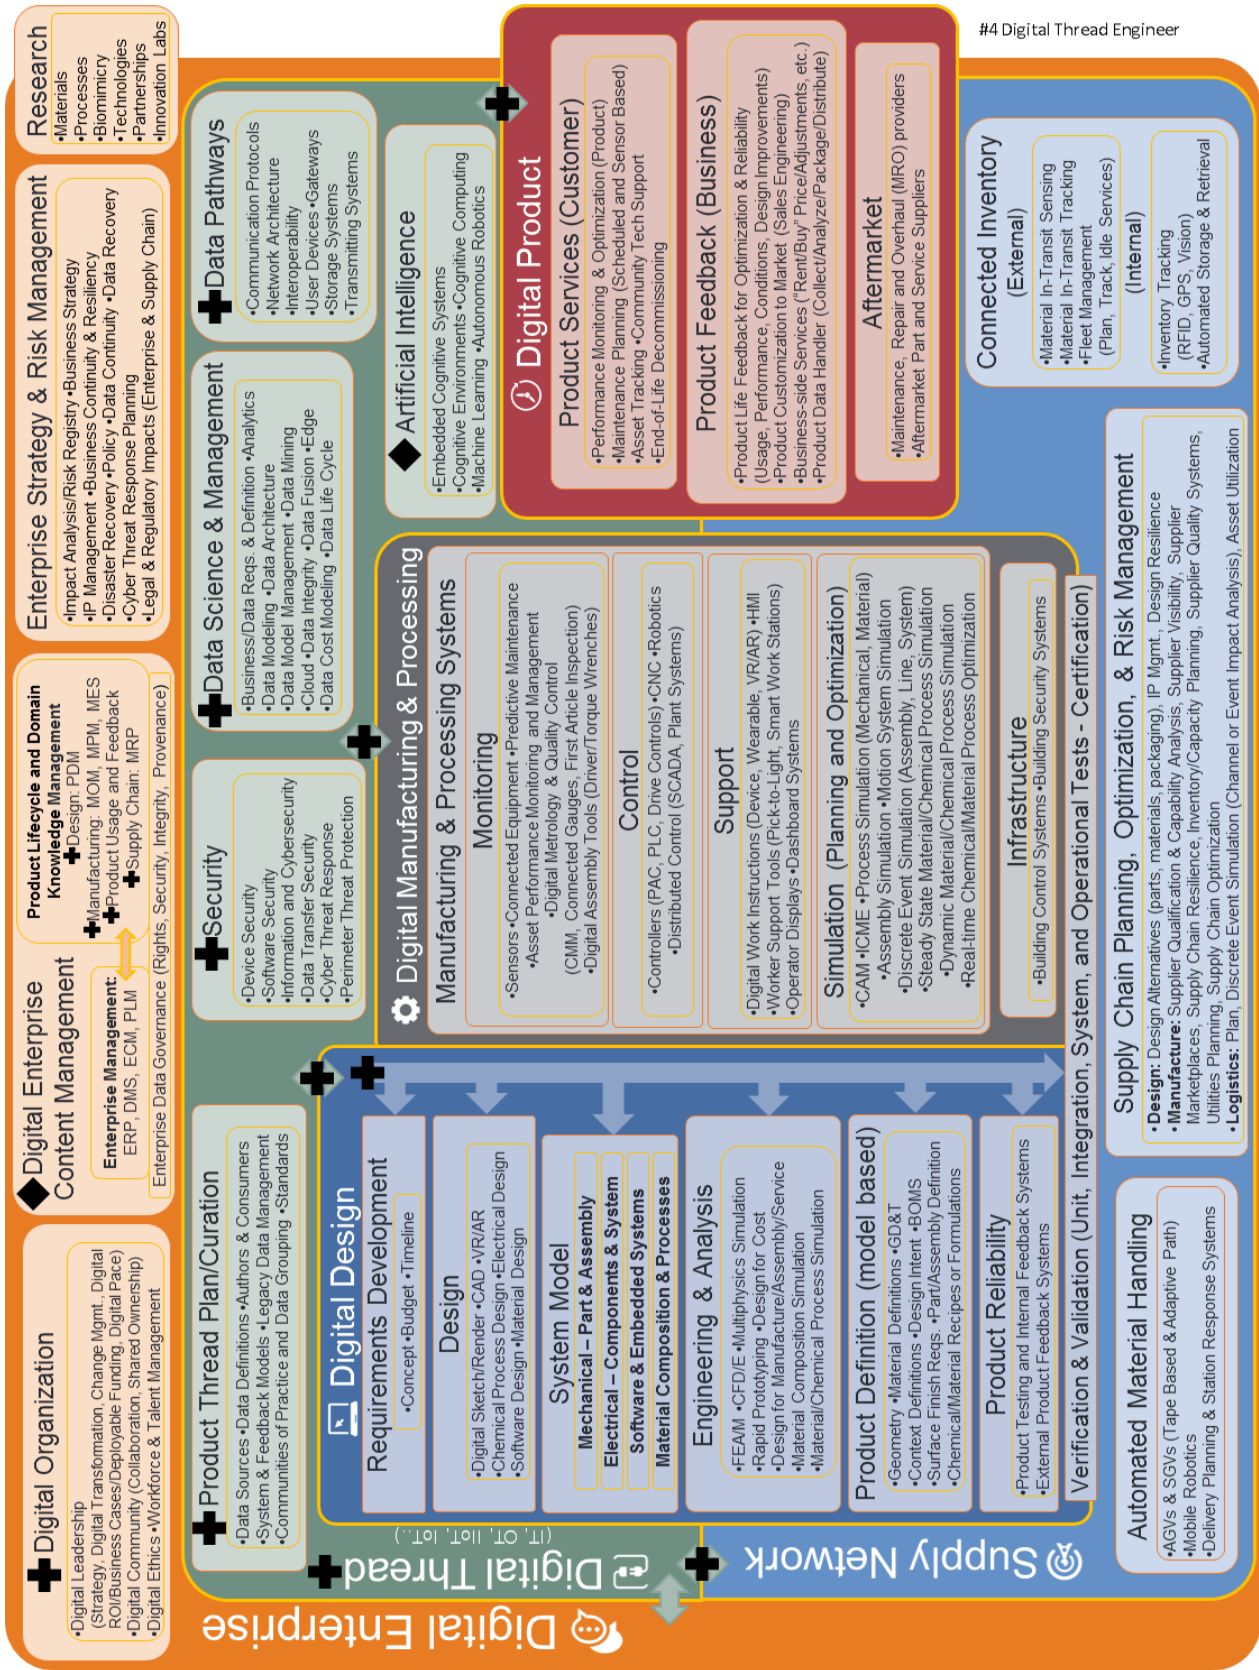 #4 Digital Thread Engineer
Digital Enterprise
Digital Organization
•Digital Leadership
(Strategy, Digital Transformation, Change Mgmt., Digital
ROI/Business Cases/Deployable Funding, Digital Pace)
•Digital Community (Collaboration, Shared Ownership)
•Digital Ethics •Workforce & Talent Management
Digital Enterprise
Content Management
Enterprise Management:
ERP, DMS, ECM, PLM
Product Lifecycle and Domain
Knowledge Management
•Design: PDM
•Manufacturing: MOM, MPM, MES
•Product Usage and Feedback
•Supply Chain: MRP
Enterprise Data Governance (Rights, Security, Integrity, Provenance)
Enterprise Strategy & Risk Management
•Impact Analysis/Risk Registry •Business Strategy
•IP Management •Business Continuity & Resiliency
•Disaster Recovery •Policy •Data Continuity •Data Recovery
•Cyber Threat Response Planning
•Legal & Regulatory Impacts (Enterprise & Supply Chain)
Research
•Materials
•Processes
•Biomimicry
•Technologies
•Partnerships
•Innovation Labs
Digital Thread
(IT, OT, IIoT, IoT..)
Product Thread Plan/Curation
•Data Sources •Data Definitions •Authors & Consumers
•System & Feedback Models •Legacy Data Management
•Communities of Practice and Data Grouping •Standards
Security
•Device Security
•Software Security
•Information and Cybersecurity
•Data Transfer Security
•Cyber Threat Response
•Perimeter Threat Protection
Data Science & Management
•Business/Data Reqs. & Definition •Analytics
•Data Modeling •Data Architecture
•Data Model Management •Data Mining
Cloud •Data Integrity •Data Fusion •Edge
•Data Cost Modeling •Data Life Cycle
Data Pathways
•Communication Protocols
•Network Architecture
•Interoperability
•User Devices •Gateways
•Storage Systems
•Transmitting Systems
Artificial Intelligence
•Embedded Cognitive Systems
•Cognitive Environments •Cognitive Computing
•Machine Learning •Autonomous Robotics
Digital Design
Requirements Development
•Concept •Budget •Timeline
Design
•Digital Sketch/Render •CAD •VR/AR
•Chemical Process Design •Electrical Design
•Software Design •Material Design
System Model
Mechanical – Part & Assembly
Electrical – Components & System
Software & Embedded Systems
Material Composition & Processes
Engineering & Analysis
•FEA/M •CFD/E •Multiphysics Simulation
•Rapid Prototyping •Design for Cost
•Design for Manufacture/Assembly/Service
•Material Composition Simulation
•Material/Chemical Process Simulation
Product Definition (model based)
•Geometry •Material Definitions •GD&T
•Context Definitions •Design Intent •BOMS
•Surface Finish Reqs. •Part/Assembly Definition
•Chemical/Material Recipes or Formulations
Product Reliability
•Product Testing and Internal Feedback Systems
•External Product Feedback Systems
Digital Manufacturing & Processing
Manufacturing & Processing Systems
Monitoring
•Sensors •Connected Equipment •Predictive Maintenance
•Asset Performance Monitoring and Management
•Digital Metrology & Quality Control
(CMM, Connected Gauges, First Article Inspection)
•Digital Assembly Tools (Driver/Torque Wrenches)
Control
•Controllers (PAC, PLC, Drive Controls) •CNC •Robotics
•Distributed Control (SCADA, Plant Systems)
Support
•Digital Work Instructions (Device, Wearable, VR/AR) •HMI
•Worker Support Tools (Pick-to-Light, Smart Work Stations)
•Operator Displays •Dashboard Systems
Simulation (Planning and Optimization)
•CAM •ICME •Process Simulation (Mechanical, Material)
•Assembly Simulation •Motion System Simulation
•Discrete Event Simulation (Assembly, Line, System)
•Steady State Material/Chemical Process Simulation
•Dynamic Material/Chemical Process Simulation
•Real-time Chemical/Material Process Optimization
Infrastructure
•Building Control Systems •Building Security Systems
Verification & Validation (Unit, Integration, System, and Operational Tests - Certification)
Digital Product
Product Services (Customer)
•Performance Monitoring & Optimization (Product)
•Maintenance Planning (Scheduled and Sensor Based)
•Asset Tracking •Community Tech Support
•End-of-Life Decommissioning
Product Feedback (Business)
•Product Life Feedback for Optimization & Reliability
(Usage, Performance, Conditions, Design Improvements)
•Product Customization to Market (Sales Engineering)
•Business-side Services ("Rent/Buy" Price/Adjustments, etc.)
•Product Data Handler (Collect/Analyze/Package/Distribute)
Aftermarket
•Maintenance, Repair and Overhaul (MRO) providers
•Aftermarket Part and Service Suppliers
Supply Network
Automated Material Handling
•AGVs & SGVs (Tape Based & Adaptive Path)
•Mobile Robotics
•Delivery Planning & Station Response Systems
Supply Chain Planning, Optimization, & Risk Management
•Design: Design Alternatives (parts, materials, packaging), IP Mgmt., Design Resilience
•Manufacture: Supplier Qualification & Capability Analysis, Supplier Visibility, Supplier
Marketplaces, Supply Chain Resilience, Inventory/Capacity Planning, Supplier Quality Systems,
Utilities Planning, Supply Chain Optimization
•Logistics: Plan, Discrete Event Simulation (Channel or Event Impact Analysis), Asset Utilization
Connected Inventory
(External)
•Material In-Transit Sensing
•Material In-Transit Tracking
•Fleet Management
(Plan, Track, Idle Services)
(Internal)
•Inventory Tracking
(RFID, GPS, Vision)
•Automated Storage & Retrieval